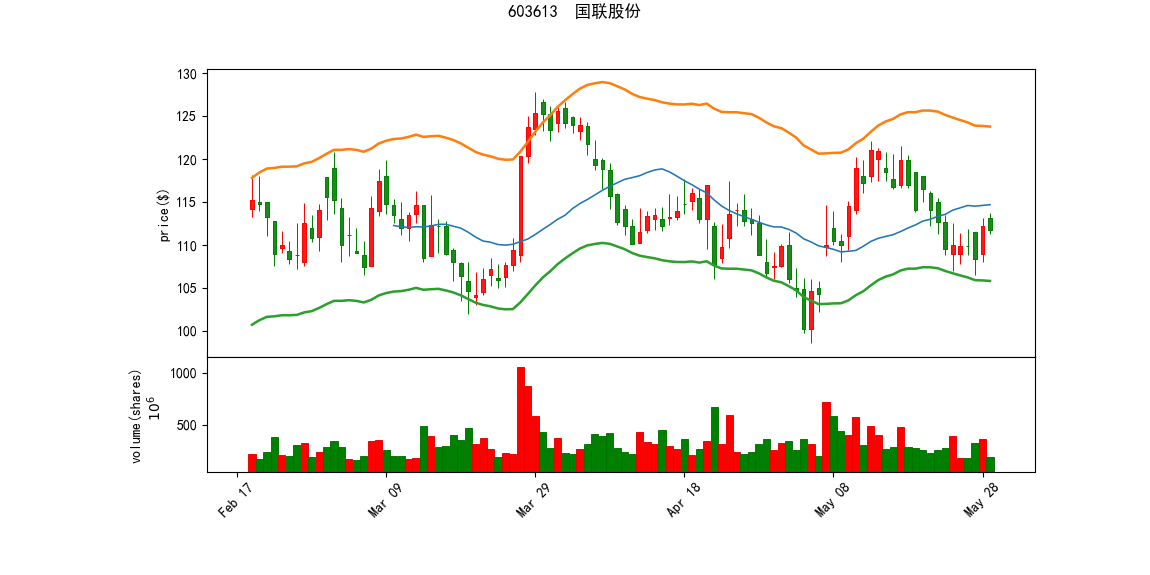 603613 国联股份
price($)
130
125
120
115
110
105
100
volume(shares)
10^6
1000
500
Feb 17
Mar 09
Mar 29
Apr 18
May 08
May 28